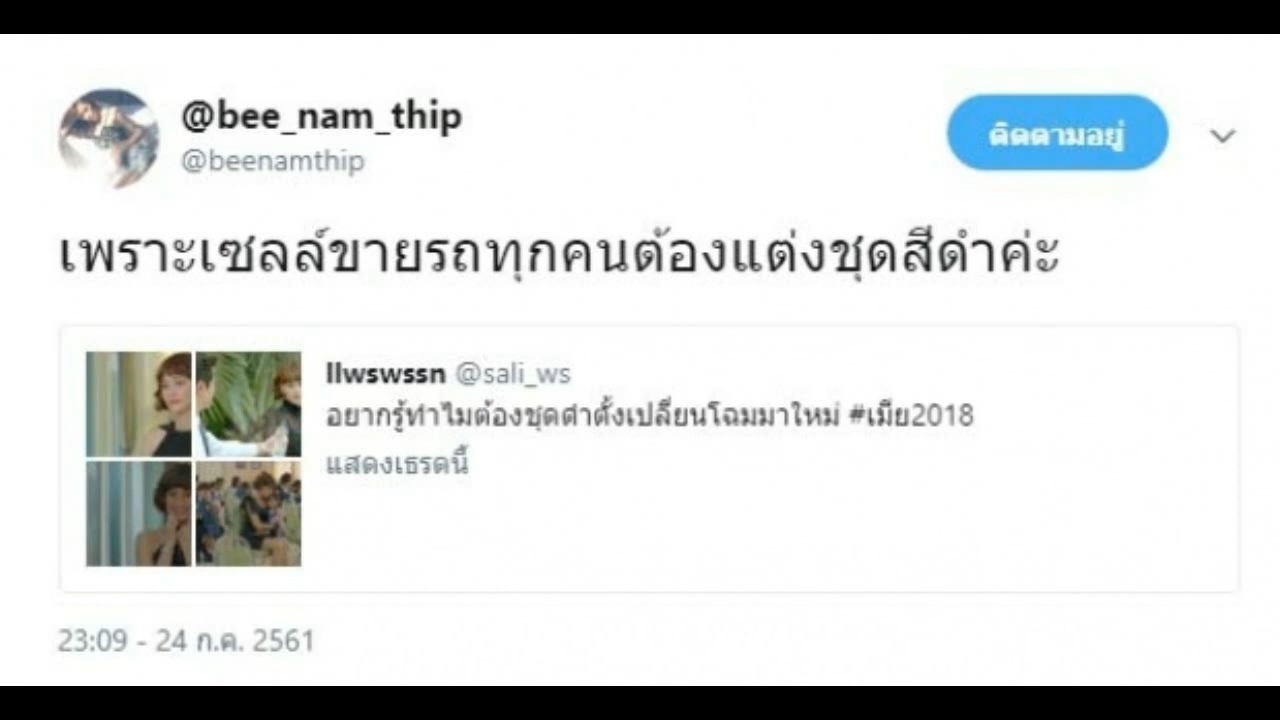 @bee_nam_thip
@beenamthip
ติดตามอยู่
เพราะเซลล์ขายรถทุกคนต้องแต่งชุดสีดำค่ะ
llwswssn @sali_ws
อยากรู้ทำไมต้องชุดดำตั้งเปลี่ยนโฉมมาใหม่ #เมีย2018
แสดงเธรดนี้
23:09 - 24 ก.ค. 2561